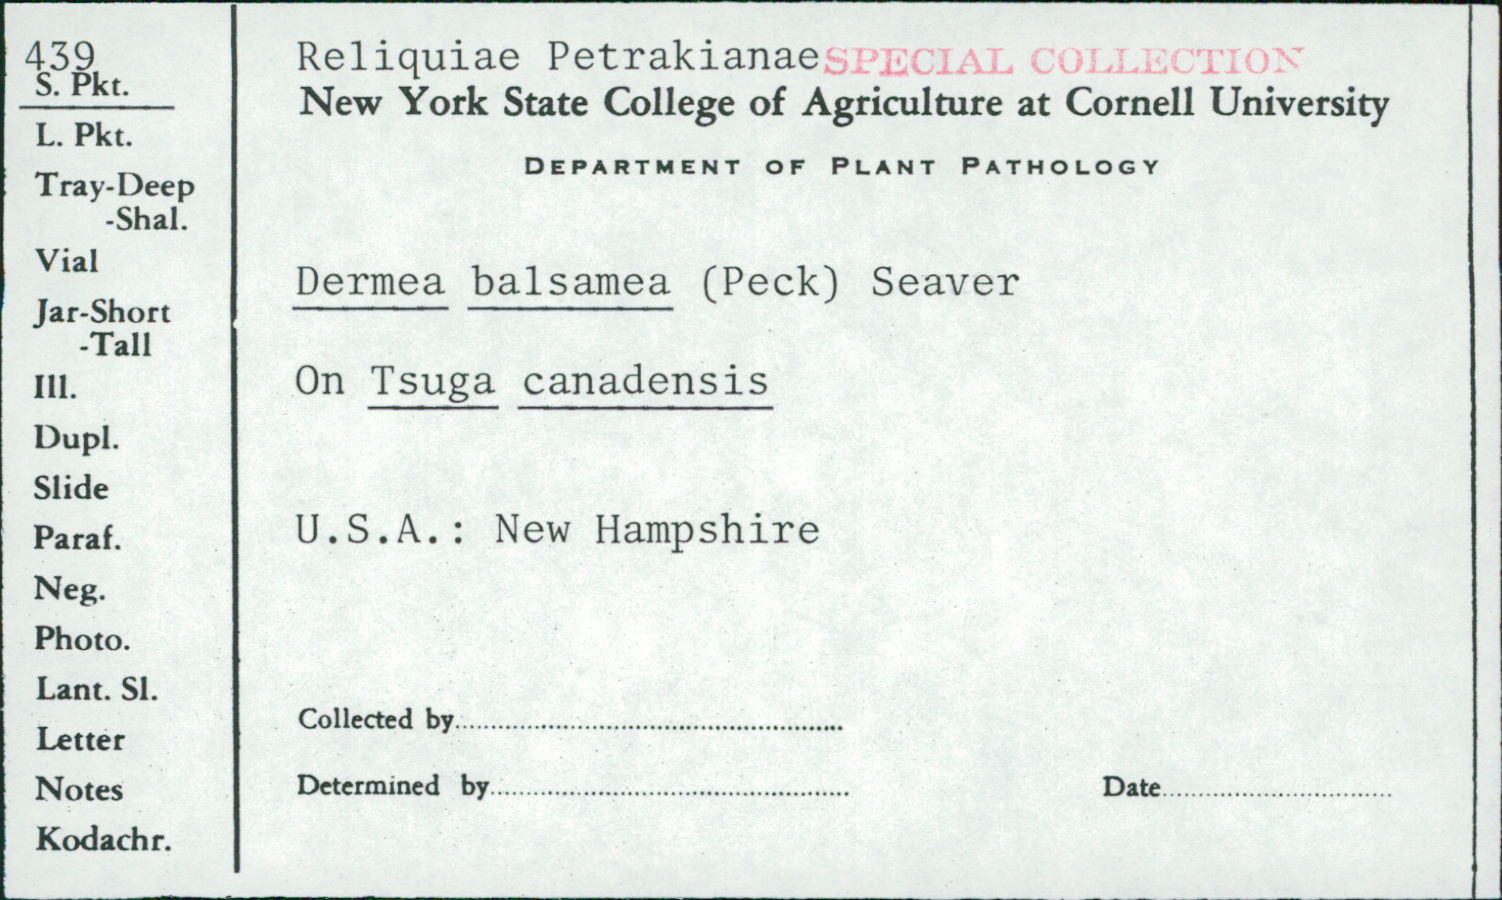 439
S. Pkt.
L. Pkt.
Tray-Deep
-Shal.
Vial
Jar-Short
-Tall
Ill.
Dupl.
Slide
Paraf.
Neg.
Photo.
Lant. Sl.
Letter
Notes
Kodachr.
Reliquiae Petrakianae SPECIAL COLLECTION
New York State College of Agriculture at Cornell University
DEPARTMENT OF PLANT PATHOLOGY
Dermea balsamea (Peck) Seaver
On Tsuga canadensis
U.S.A.: New Hampshire
Collected by
Determined by
Date